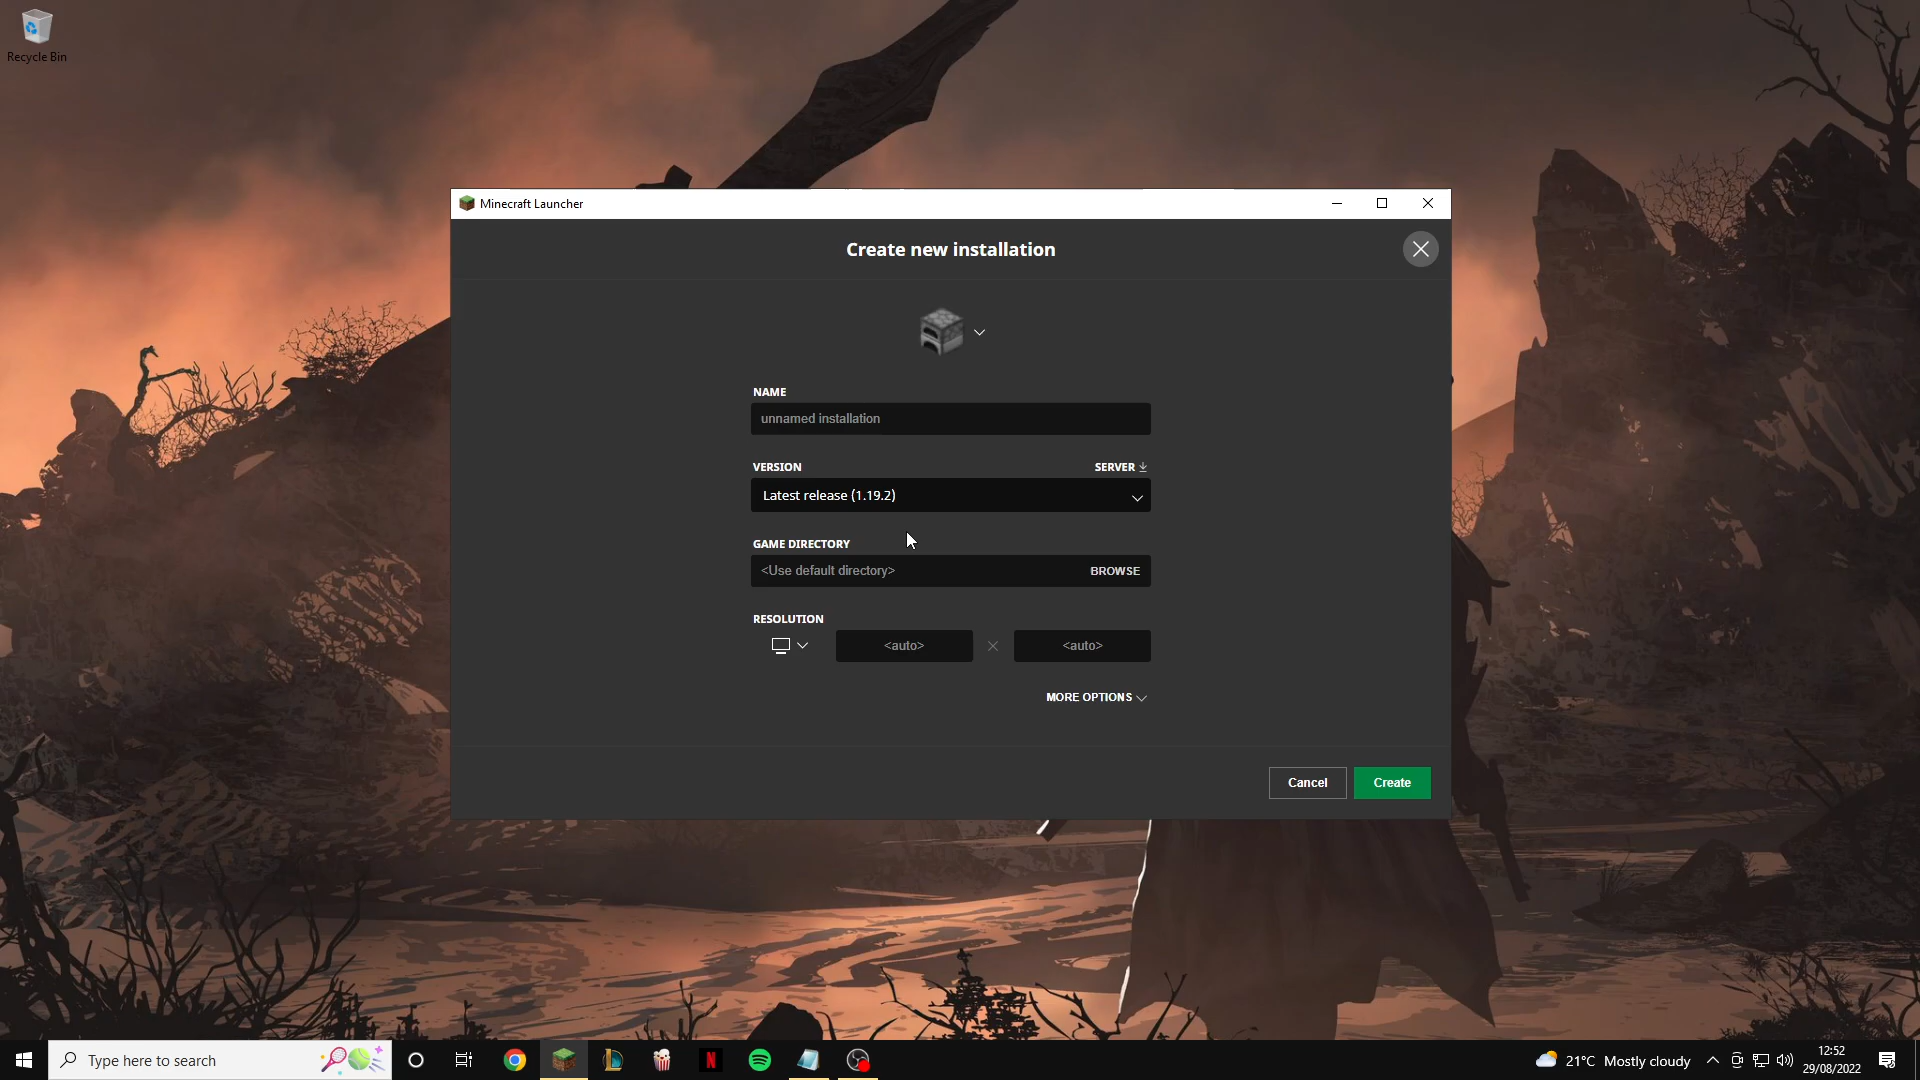 Recycle Bin
Minecraft Launcher
Create new installation
NAME
unnamed installation
VERSION
SERVER
Latest release (1.19.2)
GAME DIRECTORY
<Use default directory>
BROWSE
RESOLUTION
<auto>
<auto>
MORE OPTIONS
Cancel
Create
Type here to search
N
21°C Mostly cloudy
12:52
29/08/2022